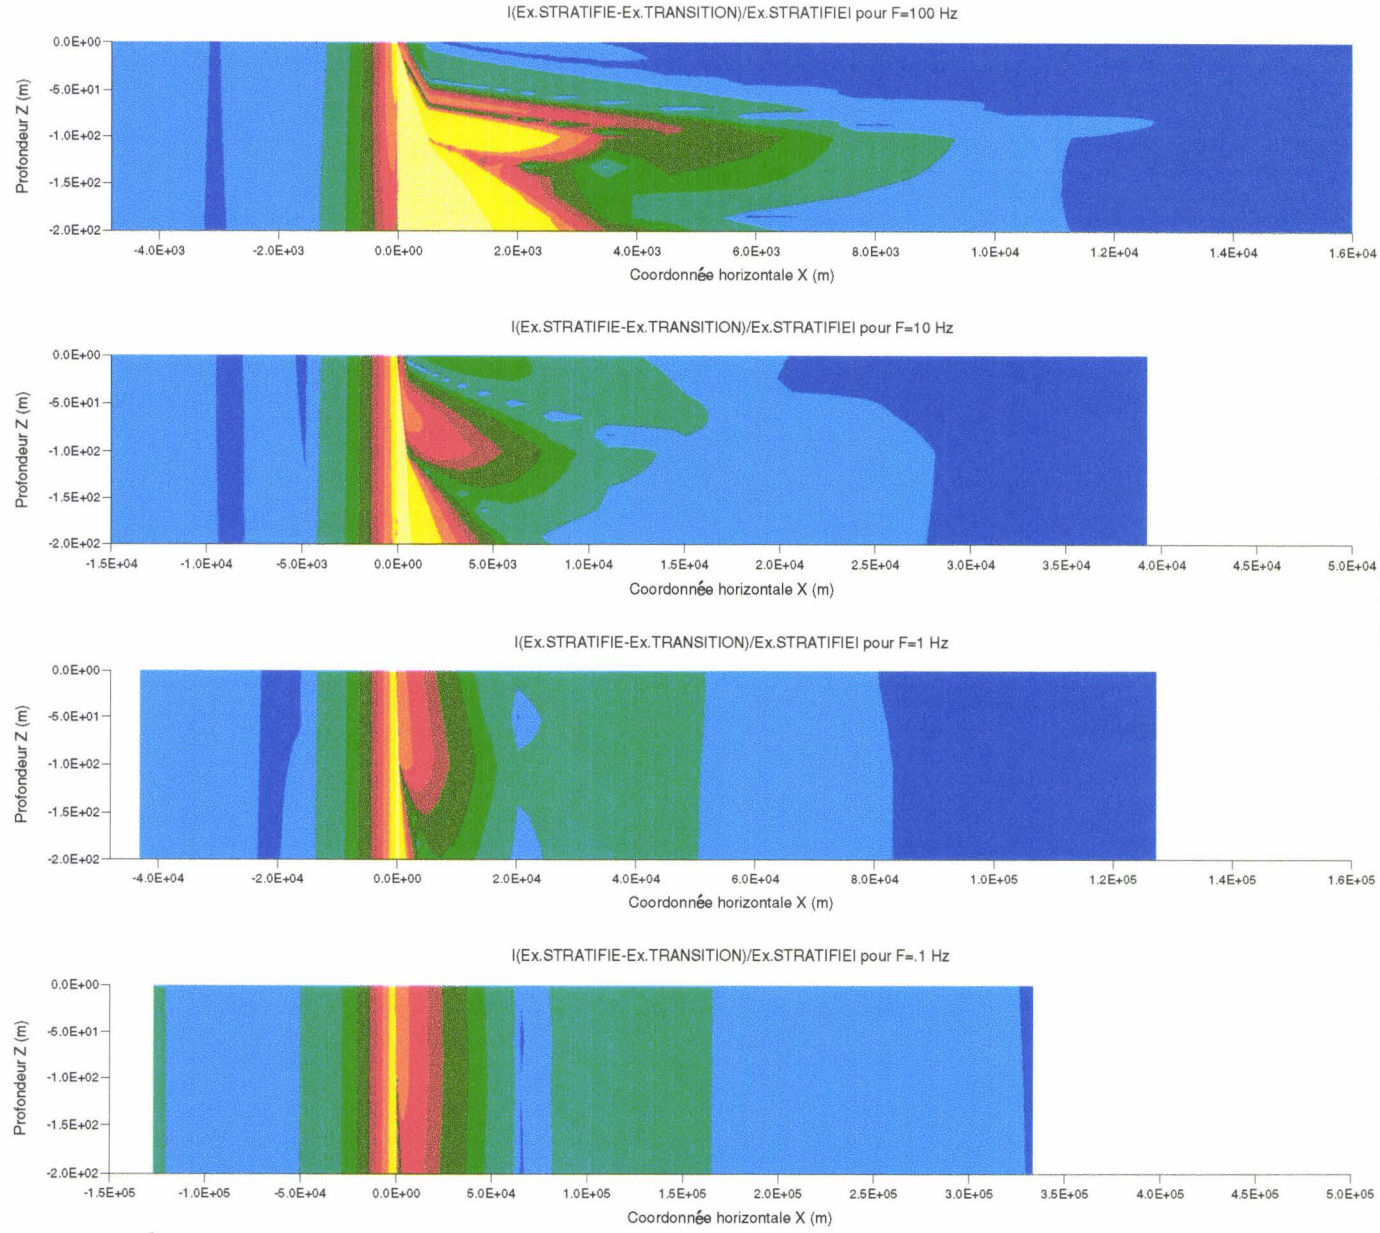 I(Ex.STRATIFIE-Ex.TRANSITION)/Ex.STRATIFIEI pour F=100 Hz
Profondeur Z (m)
0.0E+00
-5.0E+01
-1.0E+02
-1.5E+02
-2.0E+02
-4.0E+03 -2.0E+03 0.0E+00 2.0E+03 4.0E+03 6.0E+03 8.0E+03 1.0E+04 1.2E+04 1.4E+04 1.6E+04
Coordonnée horizontale X (m)
I(Ex.STRATIFIE-Ex.TRANSITION)/Ex.STRATIFIEI pour F=10 Hz
Profondeur Z (m)
0.0E+00
-5.0E+01
-1.0E+02
-1.5E+02
-2.0E+02
-1.5E+04 -1.0E+04 -5.0E+03 0.0E+00 5.0E+03 1.0E+04 1.5E+04 2.0E+04 2.5E+04 3.0E+04 3.5E+04 4.0E+04 4.5E+04 5.0E+04
Coordonnée horizontale X (m)
I(Ex.STRATIFIE-Ex.TRANSITION)/Ex.STRATIFIEI pour F=1 Hz
Profondeur Z (m)
0.0E+00
-5.0E+01
-1.0E+02
-1.5E+02
-2.0E+02
-4.0E+04 -2.0E+04 0.0E+00 2.0E+04 4.0E+04 6.0E+04 8.0E+04 1.0E+05 1.2E+05 1.4E+05 1.6E+05
Coordonnée horizontale X (m)
I(Ex.STRATIFIE-Ex.TRANSITION)/Ex.STRATIFIEI pour F=.1 Hz
Profondeur Z (m)
0.0E+00
-5.0E+01
-1.0E+02
-1.5E+02
-2.0E+02
-1.5E+05 -1.0E+05 -5.0E+04 0.0E+00 5.0E+04 1.0E+05 1.5E+05 2.0E+05 2.5E+05 3.0E+05 3.5E+05 4.0E+05 4.5E+05 5.0E+05
Coordonnée horizontale X (m)